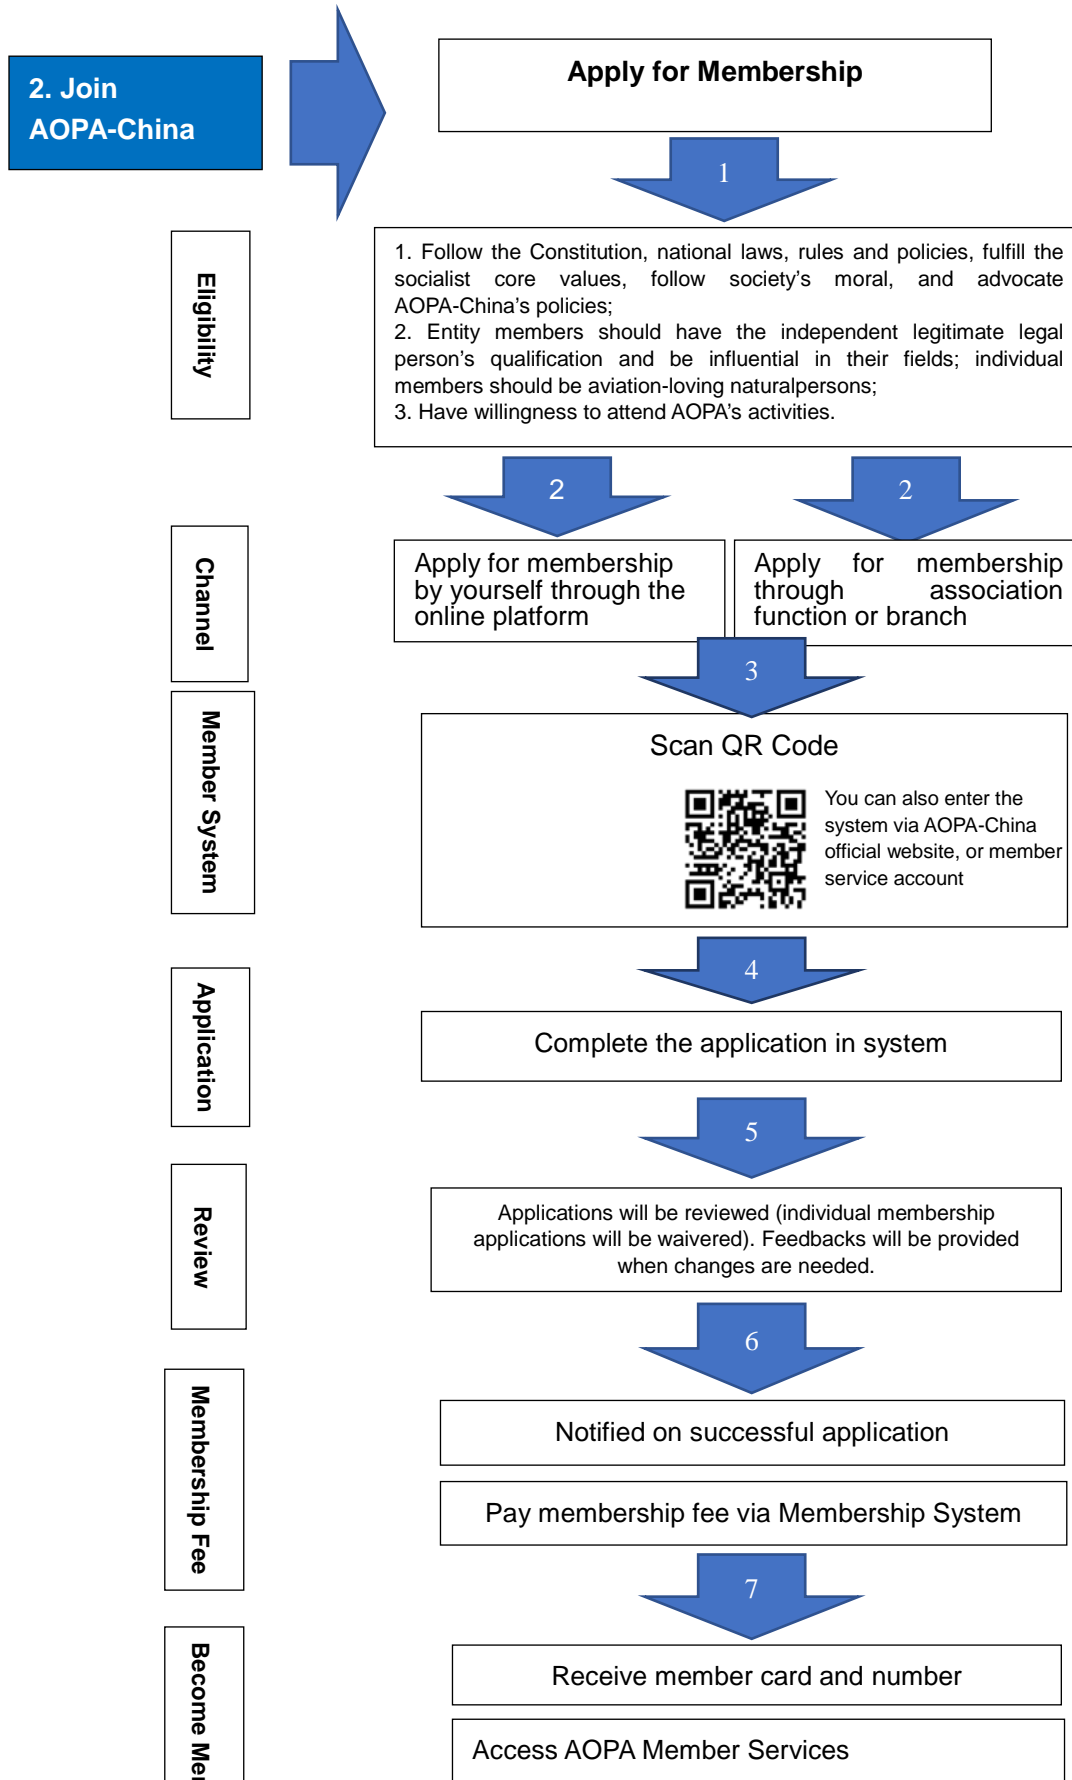 2. Join
AOPA-China
Apply for Membership
1
Eligibility
1. Follow the Constitution, national laws, rules and policies, fulfill the
socialist core values, follow society's moral, and advocate
AOPA-China's policies;
2. Entity members should have the independent legitimate legal
person's qualification and be influential in their fields; individual
members should be aviation-loving naturalpersons;
3. Have willingness to attend AOPA's activities.
2
2
Channel
Apply for membership
by yourself through the
online platform
Apply for membership
through association
function or branch
3
Member System
Scan QR Code
You can also enter the
system via AOPA-China
official website, or member
service account
4
Application
Complete the application in system
5
Review
Applications will be reviewed (individual membership
applications will be waivered). Feedbacks will be provided
when changes are needed.
6
Membership Fee
Notified on successful application
Pay membership fee via Membership System
7
Become
Receive member card and number
Access AOPA Member Services